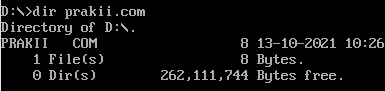 D:\>dir prakii.com
Directory of D:\.
PRAKII   COM                 8 13-10-2021 10:26
    1 File(s)                8 Bytes.
    0 Dir(s)       262,111,744 Bytes free.